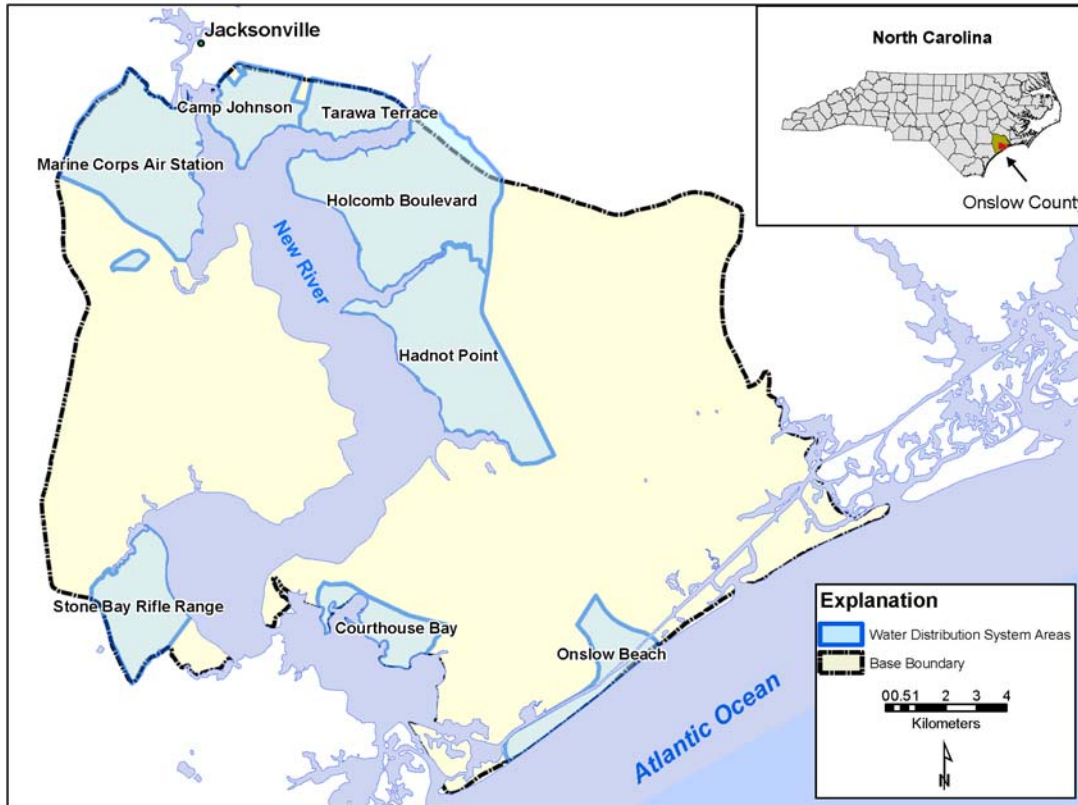 Jacksonville
North Carolina
Camp Johnson
Tarawa Terrace
Marine Corps Air Station
Holcomb Boulevard
Onslow County
New River
Hadnot Point
Stone Bay Rifle Range
Courthouse Bay
Onslow Beach
Atlantic Ocean
Explanation
Water Distribution System Areas
Base Boundary
00.51 2 3 4
Kilometers
N